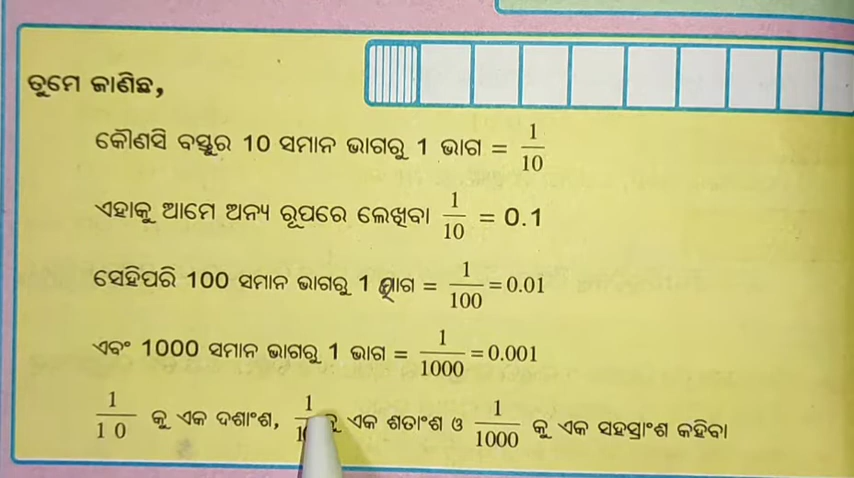 ତୁମେ ଜାଣିଛ,
କୌଣସି ବସ୍ତୁର 10 ସମାନ ଭାଗରୁ 1 ଭାଗ = 1/10
ଏହାକୁ ଆମେ ଅନ୍ୟ ରୂପରେ ଲେଖିବା 1/10 = 0.1
ସେହିପରି 100 ସମାନ ଭାଗରୁ 1 ଭାଗ = 1/100 = 0.01
ଏବଂ 1000 ସମାନ ଭାଗରୁ 1 ଭାଗ = 1/1000 = 0.001
1/10 କୁ ଏକ ଦଶାଂଶ, କୁ ଏକ ଶତାଂଶ ଓ 1/1000 କୁ ଏକ ସହସ୍ରାଂଶ କହିବା